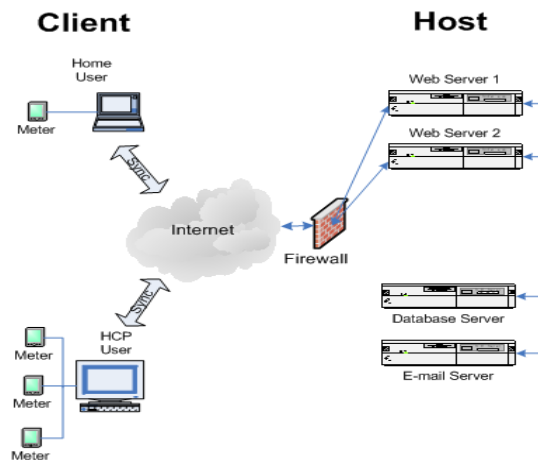 Client
Host
Home
User
Meter
Sync
Internet
Firewall
Web Server 1
Web Server 2
Database Server
E-mail Server
Sync
HCP
User
Meter
Meter
Meter